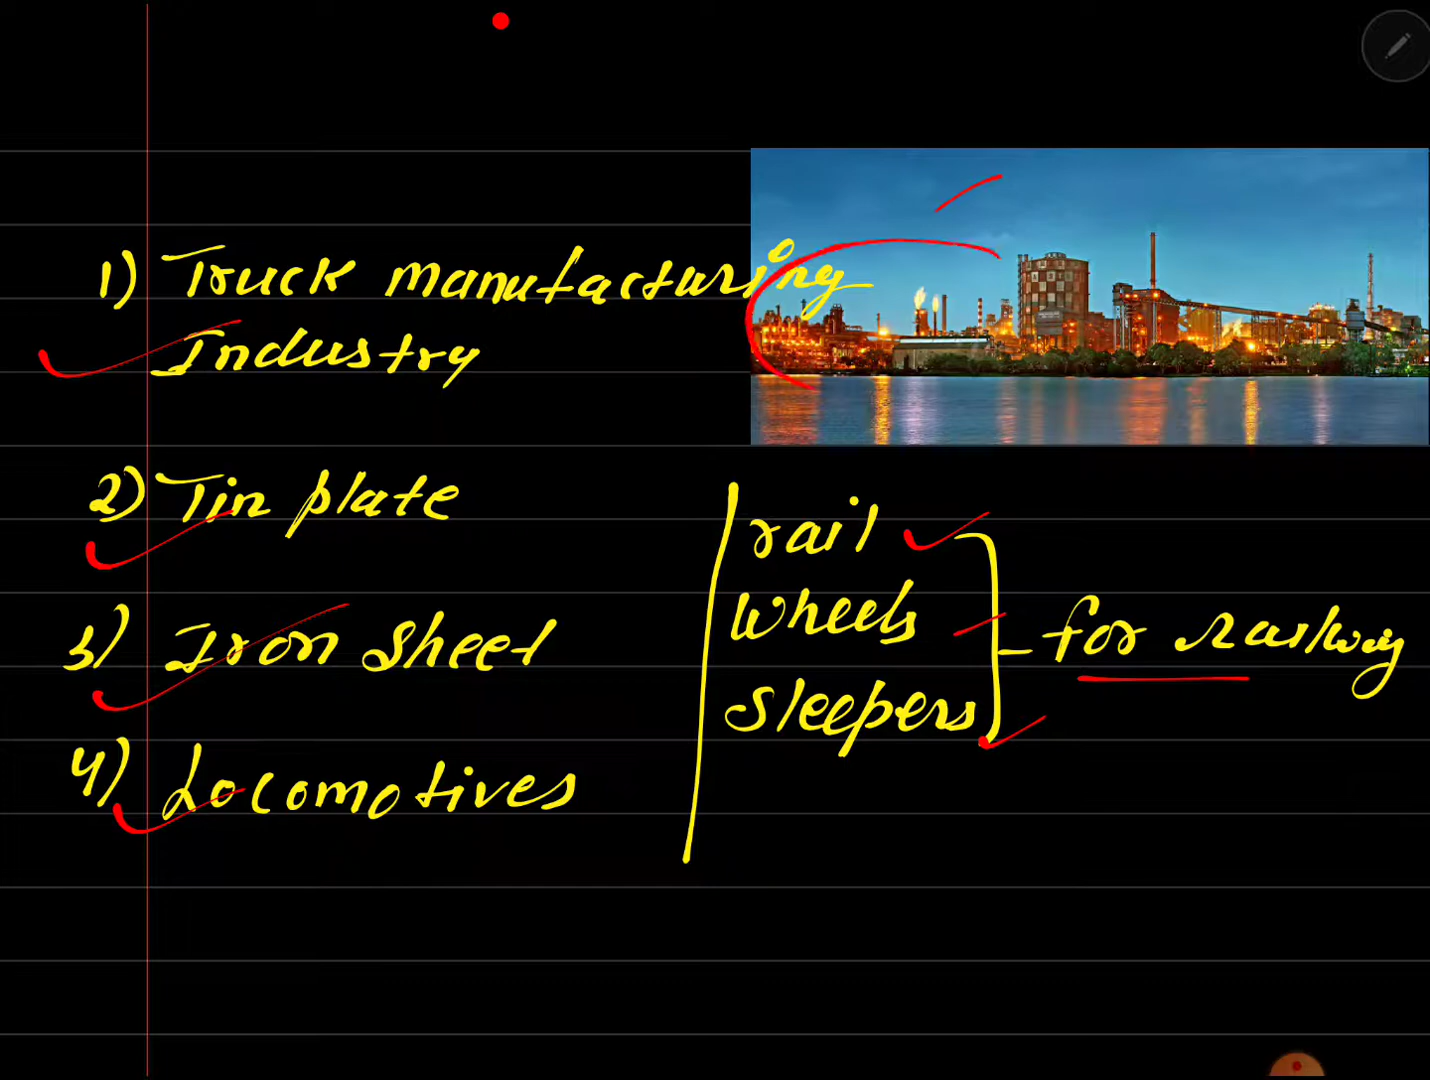 1) Truck manufacturing
Industry
2) Tin plate
3) Iron sheet
4) Locomotives
rail
wheels
sleepers
- for railway